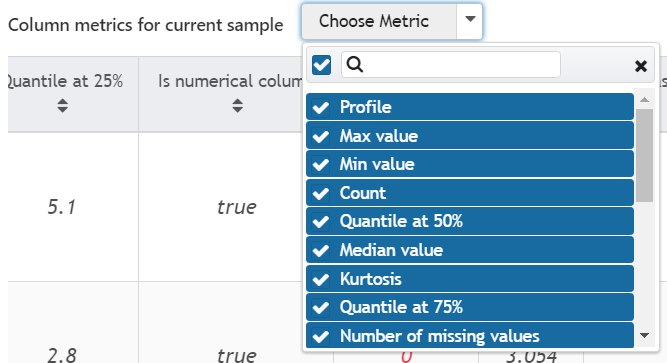 Column metrics for current sample
Choose Metric
Quantile at 25%
Is numerical colum
Profile
Max value
Min value
Count
Quantile at 50%
Median value
Kurtosis
Quantile at 75%
Number of missing values
5.1
true
2.8
true
0
3.054